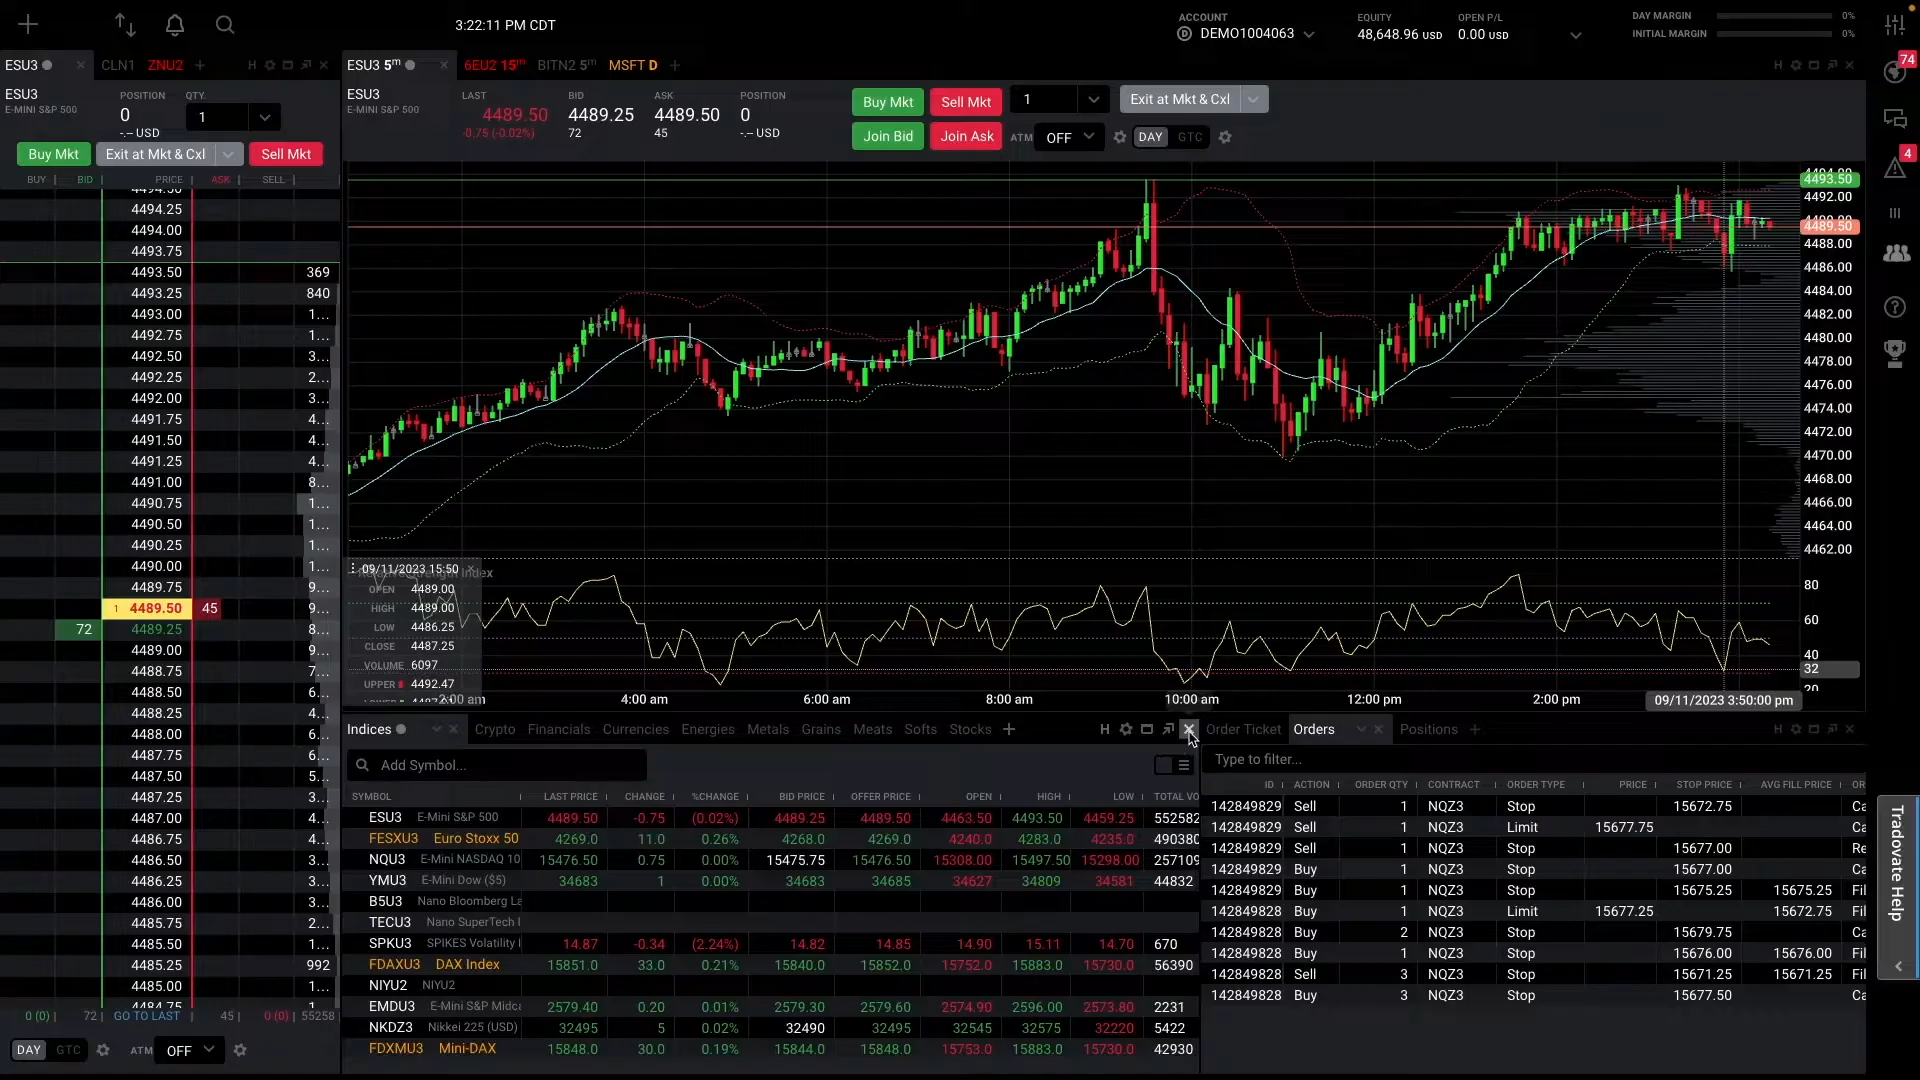 3:22:11 PM CDT
ACCOUNT
DEMO1004063
EQUITY
48,648.96 USD
OPEN P/L
0.00 USD
DAY MARGIN 0%
INITIAL MARGIN 0%
74
4
ESU3 CLN1 ZNU2
H
ESU3
E-MINI S&P 500
POSITION
0
-.-- USD
QTY.
1
Buy Mkt Exit at Mkt & Cxl Sell Mkt
BUY BID PRICE ASK SELL
4494.25
4494.00
4493.75
4493.50 369
4493.25 840
4493.00 1...
4492.75 1...
4492.50 3...
4492.25 2...
4492.00 3...
4491.75 4...
4491.50 4...
4491.25 4...
4491.00 8...
4490.75 1...
4490.50 1...
4490.25 1...
4490.00 1...
4489.75 9...
1 4489.50 45 9...
72 4489.25 8...
4489.00 9...
4488.75 7...
4488.50 6...
4488.25 4...
4488.00 6...
4487.75 6...
4487.50 5...
4487.25 3...
4487.00 4...
4486.75 4...
4486.50 3...
4486.25 3...
4486.00 3...
4485.75 2...
4485.50 1...
4485.25 992
4485.00 1...
4484.75 1...
0 (0) 72 GO TO LAST 45 0 (0) 55258
DAY GTC ATM OFF
ESU3 5m 6EU2 15m BITN2 5m MSFT D
H
ESU3
E-MINI S&P 500
LAST
4489.50
-0.75 (-0.02%)
BID
4489.25
72
ASK
4489.50
45
POSITION
0
-.-- USD
Buy Mkt Sell Mkt 1 Exit at Mkt & Cxl
Join Bid Join Ask ATM OFF DAY GTC
4493.50
4492.00
4489.50
4488.00
4486.00
4484.00
4482.00
4480.00
4478.00
4476.00
4474.00
4472.00
4470.00
4468.00
4466.00
4464.00
4462.00
09/11/2023 15:50
OPEN 4489.00
HIGH 4489.00
LOW 4486.25
CLOSE 4487.25
VOLUME 6097
UPPER 4492.47
80
60
40
32
20
2:00 am 4:00 am 6:00 am 8:00 am 10:00 am 12:00 pm 2:00 pm 09/11/2023 3:50:00 pm
Indices Crypto Financials Currencies Energies Metals Grains Meats Softs Stocks
H
Add Symbol...
SYMBOL LAST PRICE CHANGE %CHANGE BID PRICE OFFER PRICE OPEN HIGH LOW TOTAL VO
ESU3 E-Mini S&P 500 4489.50 -0.75 (0.02%) 4489.25 4489.50 4463.50 4493.50 4459.25 552582
FESXU3 Euro Stoxx 50 4269.0 11.0 0.26% 4268.0 4269.0 4240.0 4283.0 4235.0 490380
NQU3 E-Mini NASDAQ 10 15476.50 0.75 0.00% 15475.75 15476.50 15308.00 15497.50 15298.00 257109
YMU3 E-Mini Dow ($5) 34683 1 0.00% 34683 34685 34627 34809 34581 44832
B5U3 Nano Bloomberg La
TECU3 Nano SuperTech I
SPKU3 SPIKES Volatility I 14.87 -0.34 (2.24%) 14.82 14.85 14.90 15.11 14.70 670
FDAXU3 DAX Index 15851.0 33.0 0.21% 15840.0 15852.0 15752.0 15883.0 15730.0 56390
NIYU2 NIYU2
EMDU3 E-Mini S&P Midca 2579.40 0.20 0.01% 2579.30 2579.60 2574.90 2596.00 2573.80 2231
NKDZ3 Nikkei 225 (USD) 32495 5 0.02% 32490 32495 32545 32575 32220 5422
FDXMU3 Mini-DAX 15848.0 30.0 0.19% 15844.0 15848.0 15753.0 15883.0 15730.0 42930
Order Ticket Orders Positions
H
Type to filter...
ID ACTION ORDER QTY CONTRACT ORDER TYPE PRICE STOP PRICE AVG FILL PRICE OR
142849829 Sell 1 NQZ3 Stop 15672.75 Ca
142849829 Sell 1 NQZ3 Limit 15677.75 Ca
142849829 Sell 1 NQZ3 Stop 15677.00 Re
142849829 Buy 1 NQZ3 Stop 15677.00 Ca
142849829 Buy 1 NQZ3 Stop 15675.25 15675.25 Fil
142849828 Buy 1 NQZ3 Limit 15677.25 15672.75 Fil
142849828 Buy 2 NQZ3 Stop 15679.75 Ca
142849828 Buy 1 NQZ3 Stop 15676.00 15676.00 Fil
142849828 Sell 3 NQZ3 Stop 15671.25 15671.25 Fil
142849828 Buy 3 NQZ3 Stop 15677.50 Ca
Tradovate Help